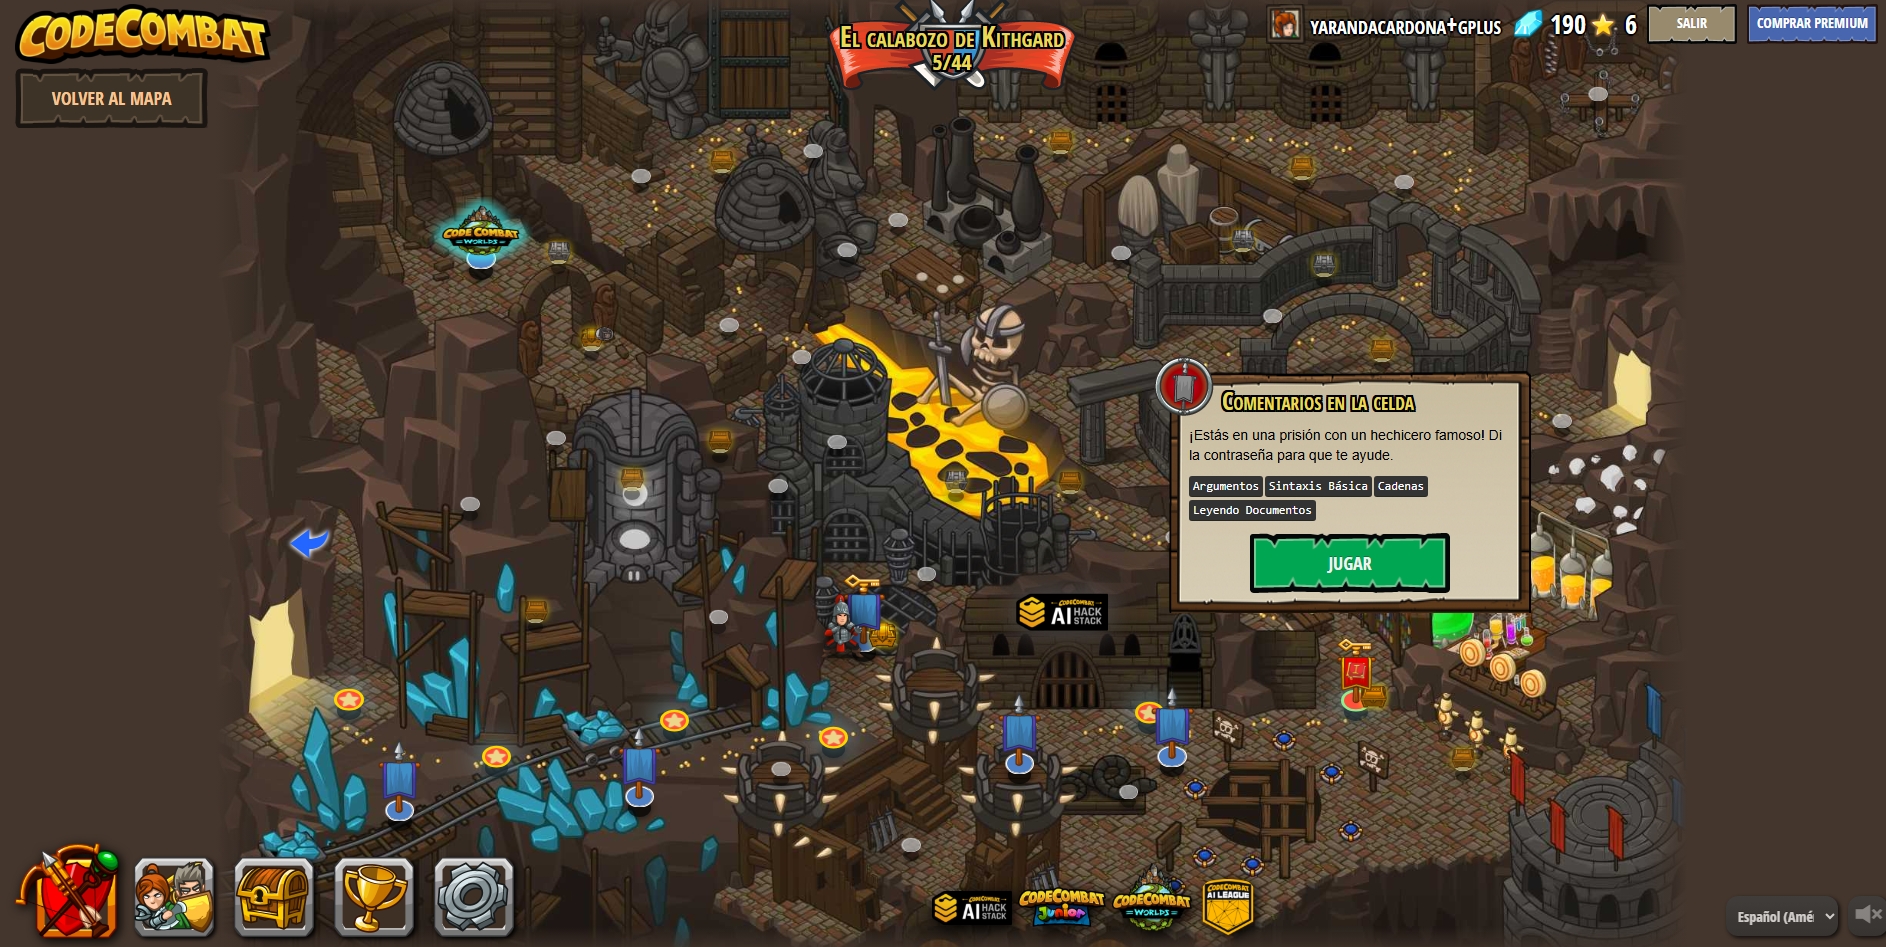 CODECOMBAT
Volver al mapa
El calabozo de Kithgard
5/44
yarandacardona+gplus
190
6
Salir
Comprar Premium
CODE COMBAT
WORLDS
Comentarios en la celda
¡Estás en una prisión con un hechicero famoso! Di
la contraseña para que te ayude.
Argumentos Sintaxis Básica Cadenas
Leyendo Documentos
Jugar
CODECOMBAT
AI HACK
STACK
CODECOMBAT
AI HACK
STACK
CODECOMBAT
Junior
CODECOMBAT
WORLDS
CODECOMBAT
AI LEAGUE
Español (Amé